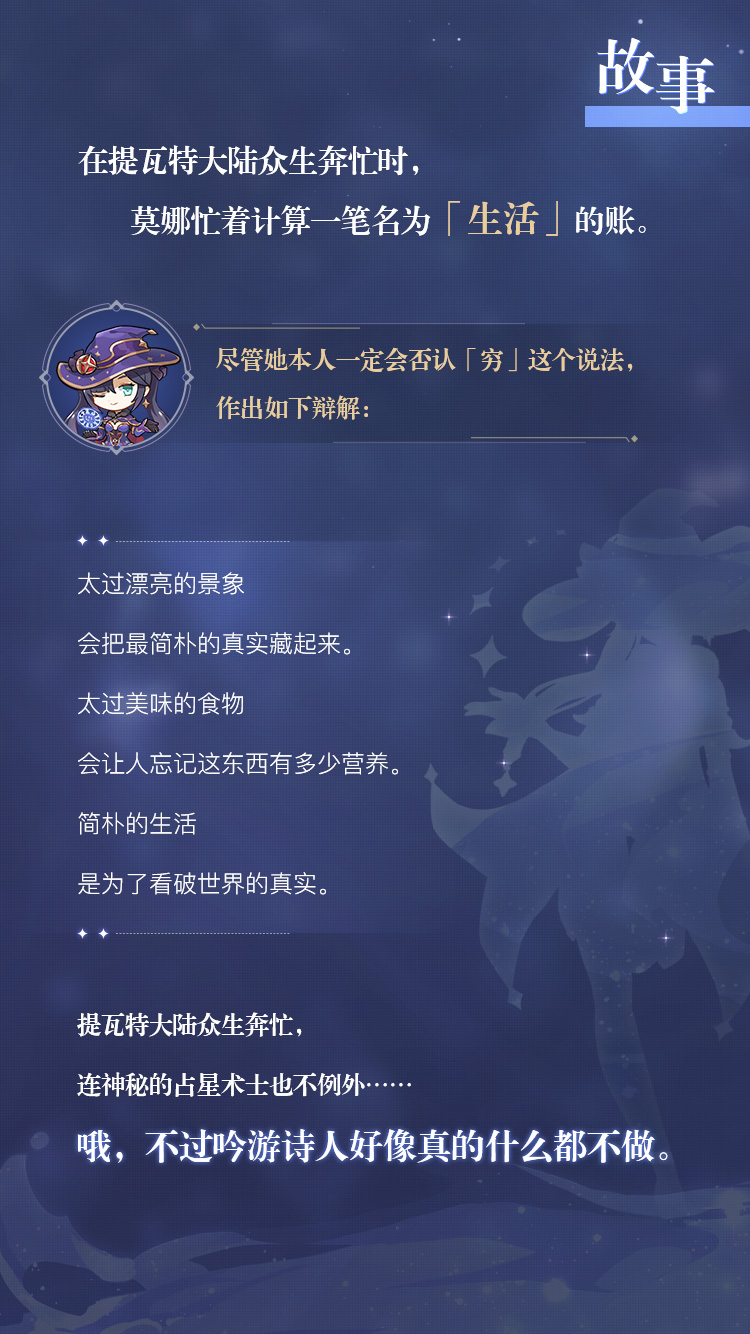 故事
在提瓦特大陆众生奔忙时，
莫娜忙着计算一笔名为「生活」的账。
尽管她本人一定会否认「穷」这个说法，
作出如下辩解：
太过漂亮的景象
会把最简朴的真实藏起来。
太过美味的食物
会让人忘记这东西有多少营养。
简朴的生活
是为了看破世界的真实。
提瓦特大陆众生奔忙，
连神秘的占星术士也不例外……
哦，不过吟游诗人好像真的什么都不做。